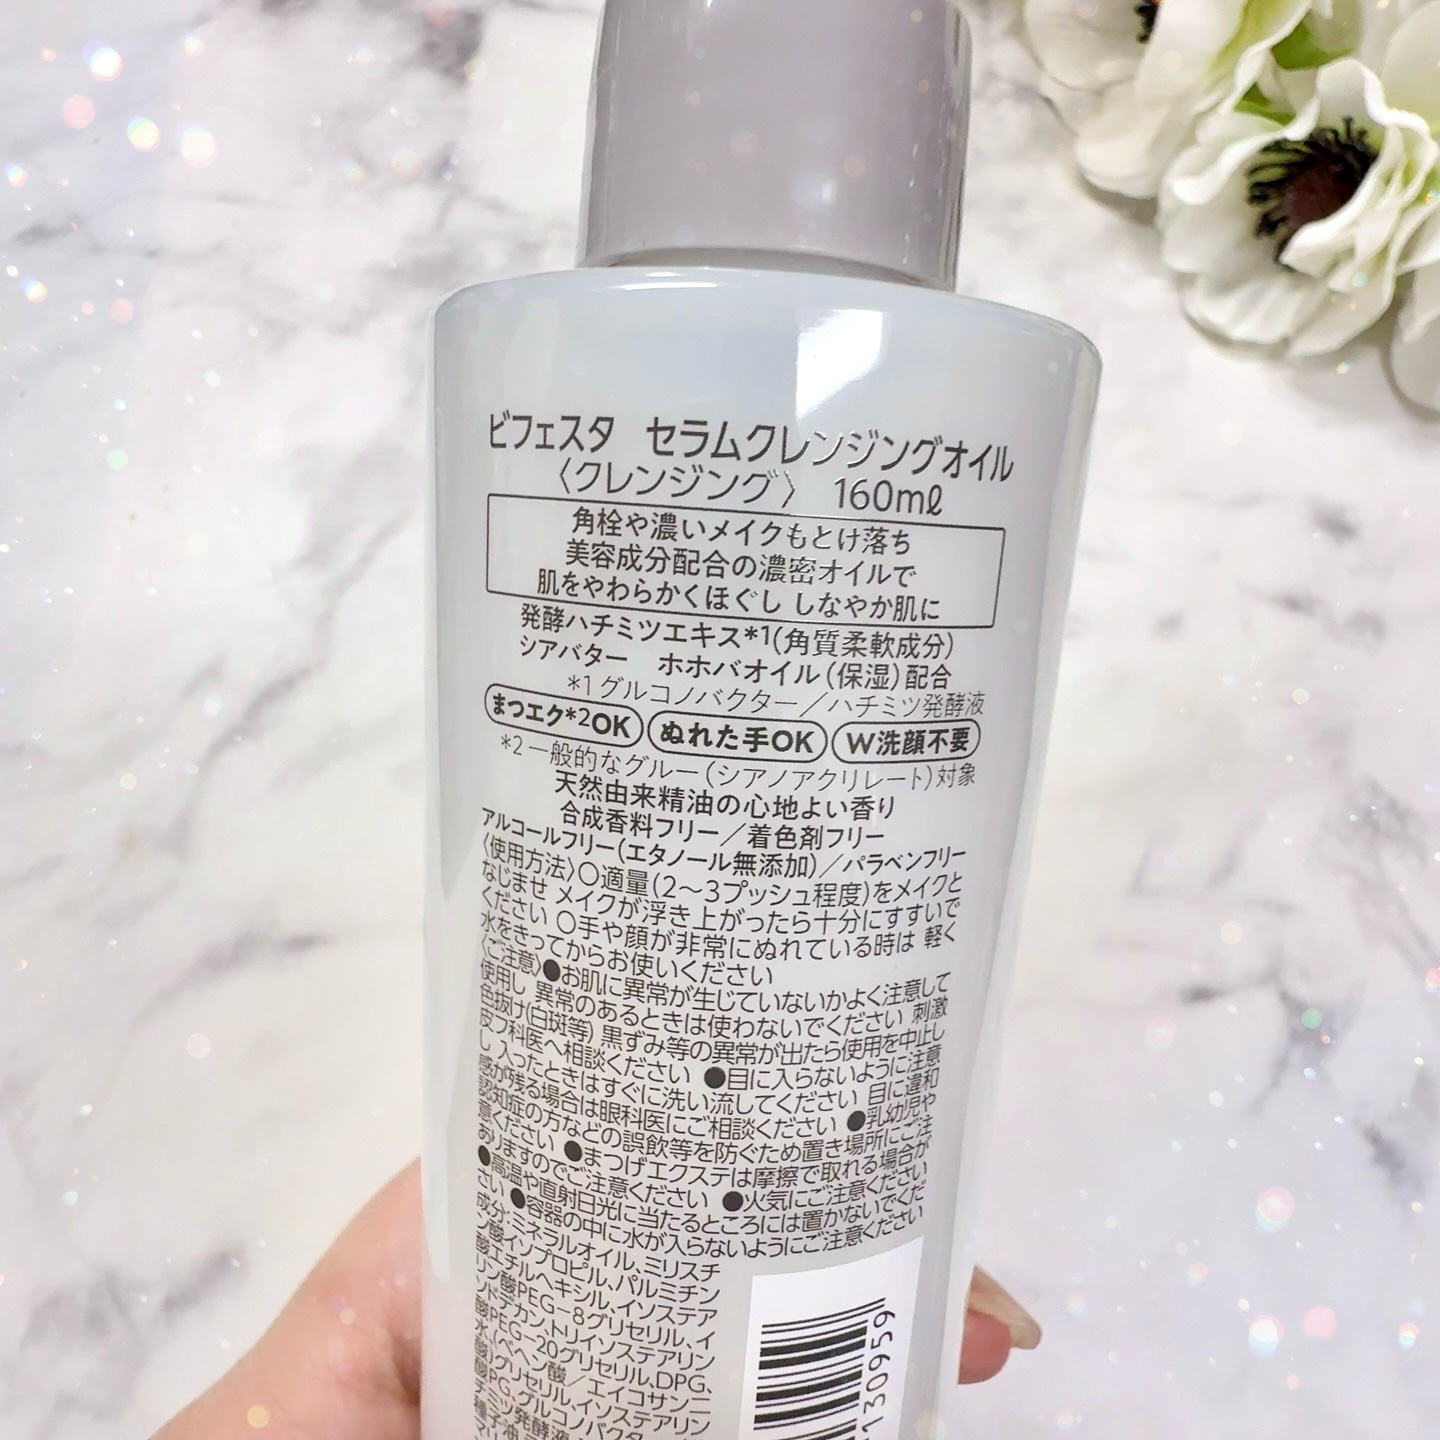 ビフェスタ セラムクレンジングオイル
〈クレンジング〉 160mℓ
角栓や濃いメイクもとけ落ち
美容成分配合の濃密オイルで
肌をやわらかくほぐし しなやか肌に
発酵ハチミツエキス*1(角質柔軟成分)
シアバター ホホバオイル(保湿)配合
*1 グルコノバクター／ハチミツ発酵液
まつエク*2OK ぬれた手OK W洗顔不要
*2 一般的なグルー(シアノアクリレート)対象
天然由来精油の心地よい香り
合成香料フリー／着色剤フリー
アルコールフリー(エタノール無添加)／パラベンフリー
〈使用方法〉○適量(2〜3プッシュ程度)をメイクと
なじませ メイクが浮き上がったら十分にすすいで
ください ○手や顔が非常にぬれている時は 軽く
水をきってからお使いください
〈ご注意〉●お肌に異常が生じていないかよく注意して
使用し 異常のあるときは使わないでください 刺激
色抜け(白斑等) 黒ずみ等の異常が出たら使用を中止し
皮フ科医へ相談ください ●目に入らないように注意
し 入ったときはすぐに洗い流してください 目に違和
感が残る場合は眼科医にご相談ください ●乳幼児や
認知症の方などの誤飲等を防ぐため置き場所にご注
意ください ●まつげエクステは摩擦で取れる場合が
ありますのでご注意ください ●火気にご注意ください
●高温や直射日光に当たるところには置かないでくだ
さい ●容器の中に水が入らないようにご注意ください
成分:ミネラルオイル、ミリスチ
ン酸イソプロピル、パルミチン
酸エチルヘキシル、イソステア
リン酸PEG-8グリセリル、イ
ソドデカン、トリイソステアリン
酸PEG-20グリセリル、DPG、
水、(ベヘン酸／エイコサン二
酸)グリセリル、イソステアリン
酸PG、グルコノバクター
チミツ発酵液
種子油
マリ
130959